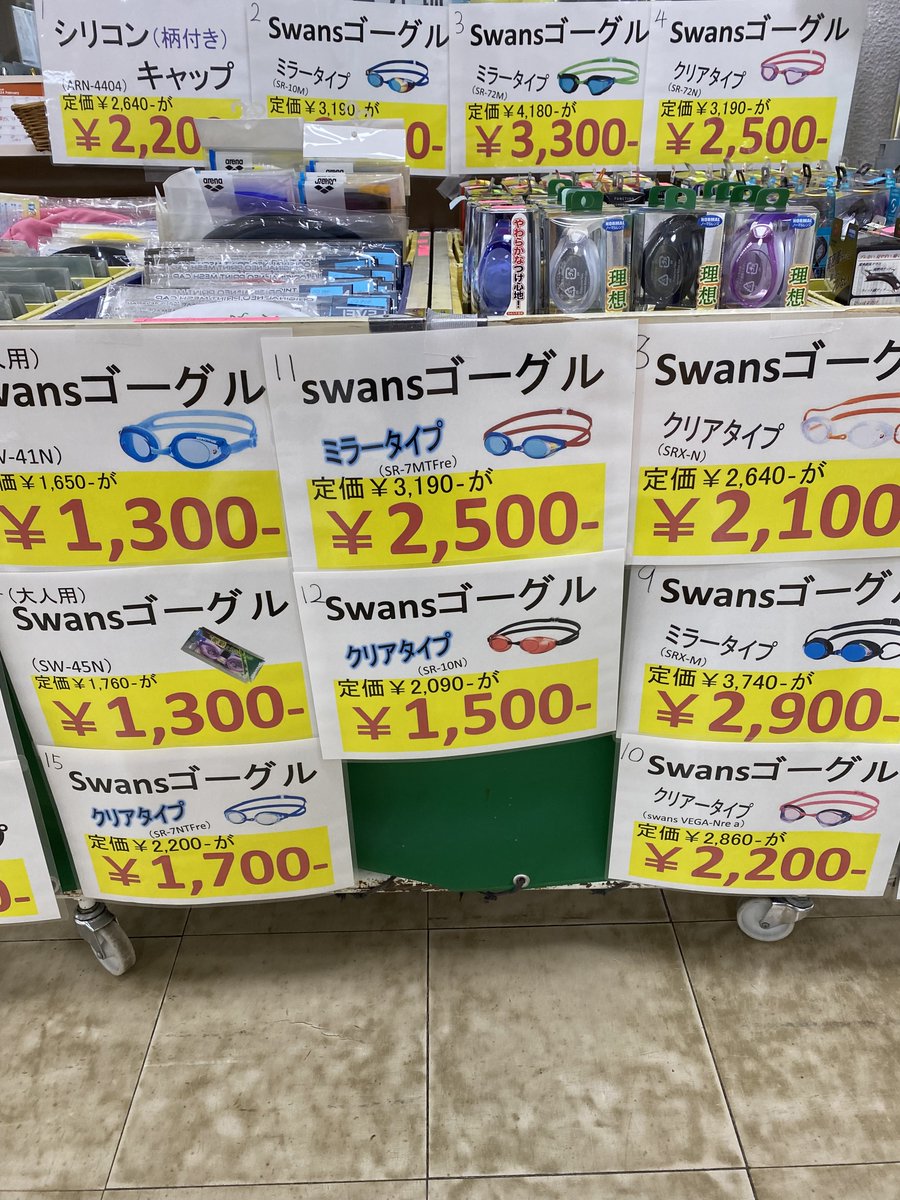 1
シリコン(柄付き)
(ARN-4404) キャップ
定価￥2,640-が
￥2,20
2
Swansゴーグル
ミラータイプ
(SR-10M)
定価￥3,190-が
0-
3
Swansゴーグル
ミラータイプ
(SR-72M)
定価￥4,180-が
￥3,300-
4
Swansゴーグル
クリアタイプ
(SR-72N)
定価￥3,190-が
￥2,500-
arena
arena
やわらかなつけ心地!
理想
NORMAL
理想
NORMAL
理想
人用)
wansゴーグル
W-41N)
価￥1,650-が
￥1,300-
(大人用)
Swansゴーグル
(SW-45N)
定価￥1,760-が
￥1,300-
15
Swansゴーグル
クリアタイプ
(SR-7NTFre)
定価￥2,200-が
￥1,700-
11
swansゴーグル
ミラータイプ
(SR-7MTFre)
定価￥3,190-が
￥2,500-
12
Swansゴーグル
クリアタイプ
(SR-10N)
定価￥2,090-が
￥1,500-
8
Swansゴーグ
クリアタイプ
(SRX-N)
定価￥2,640-が
￥2,100
9
Swansゴーグル
ミラータイプ
(SRX-M)
定価￥3,740-が
￥2,900-
10
Swansゴーグル
クリアータイプ
(swans VEGA-Nre a)
定価￥2,860-が
￥2,200-
0-